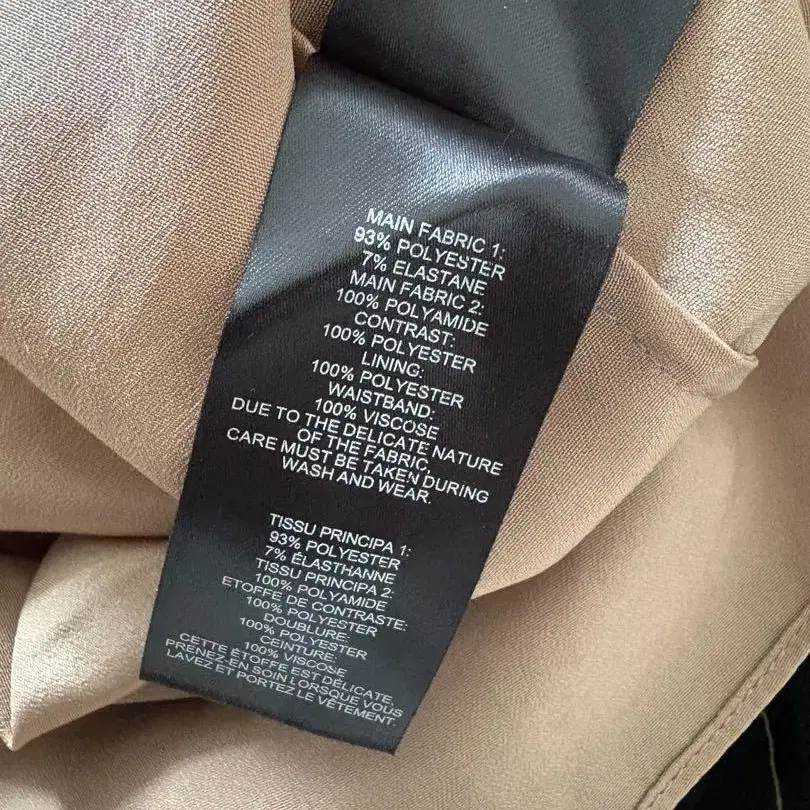 MAIN FABRIC 1:
93% POLYESTER
7% ELASTANE
MAIN FABRIC 2:
100% POLYAMIDE
CONTRAST:
100% POLYESTER
LINING:
100% POLYESTER
WAISTBAND:
100% VISCOSE
DUE TO THE DELICATE NATURE
OF THE FABRIC,
CARE MUST BE TAKEN DURING
WASH AND WEAR.
TISSU PRINCIPA 1:
93% POLYESTER
7% ÉLASTHANNE
TISSU PRINCIPA 2:
100% POLYAMIDE
ETOFFE DE CONTRASTE:
100% POLYESTER
DOUBLURE:
100% POLYESTER
CEINTURE:
100% VISCOSE
CETTE ÉTOFFE EST DÉLICATE,
PRENEZ-EN SOIN LORSQUE VOUS
LAVEZ ET PORTEZ LE VÊTEMENT.